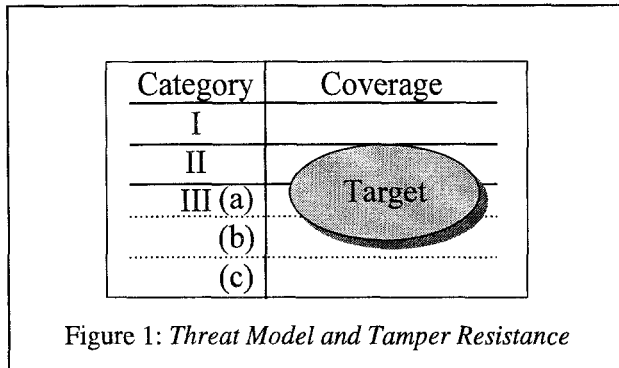 Category Coverage
I
II
III (a) Target
(b)
(c)
Figure 1: Threat Model and Tamper Resistance